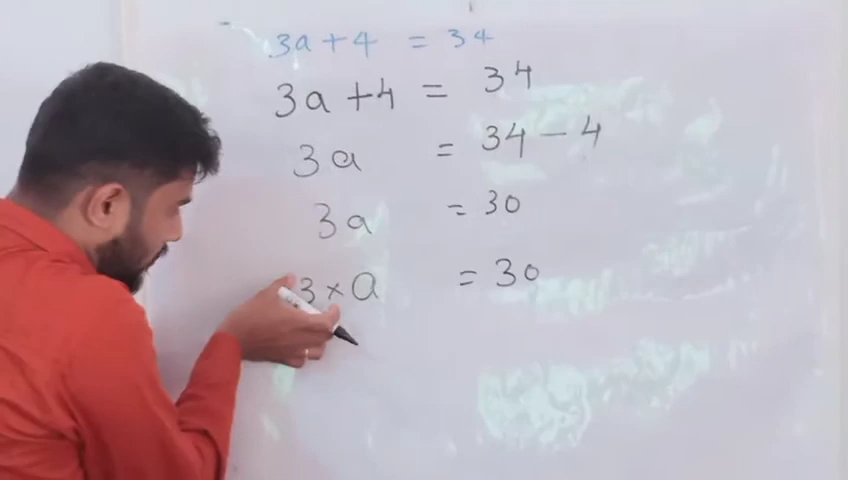 3a + 4 = 34
3a + 4 = 34
3a = 34 - 4
3a = 30
3 × a = 30